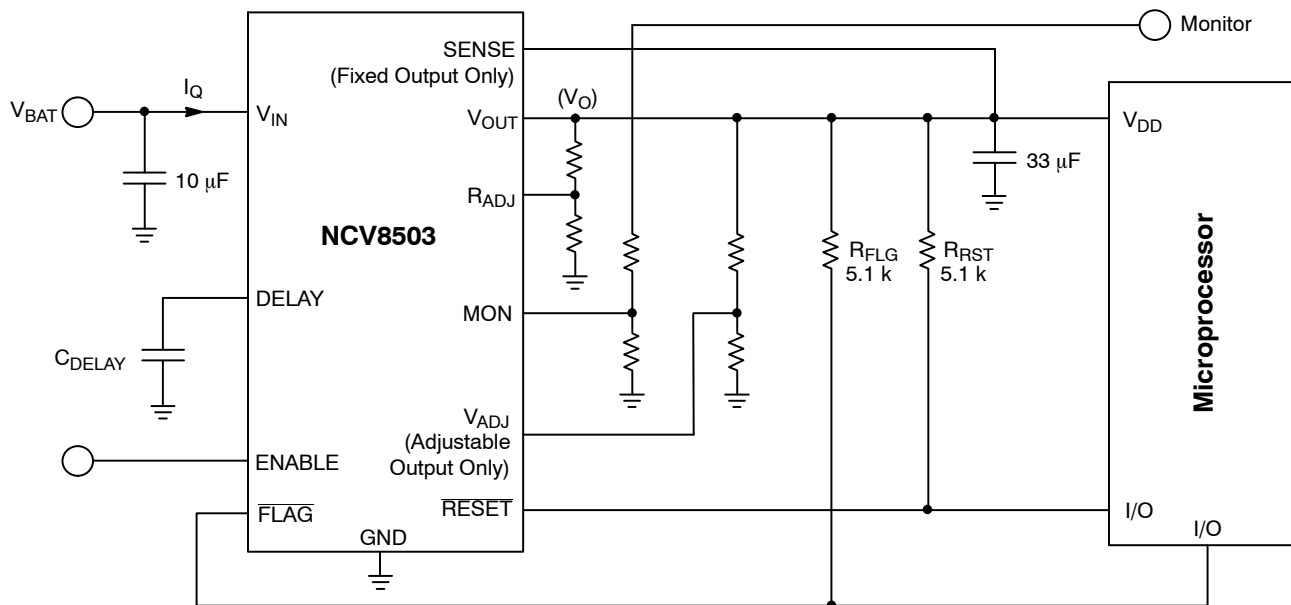 Monitor
SENSE
(Fixed Output Only)
V_BAT
I_Q
V_IN
(V_O)
V_OUT
V_DD
10 μF
33 μF
R_ADJ
NCV8503
R_FLG
5.1 k
R_RST
5.1 k
Microprocessor
DELAY
MON
C_DELAY
V_ADJ
(Adjustable
Output Only)
ENABLE
FLAG
RESET
I/O
I/O
GND